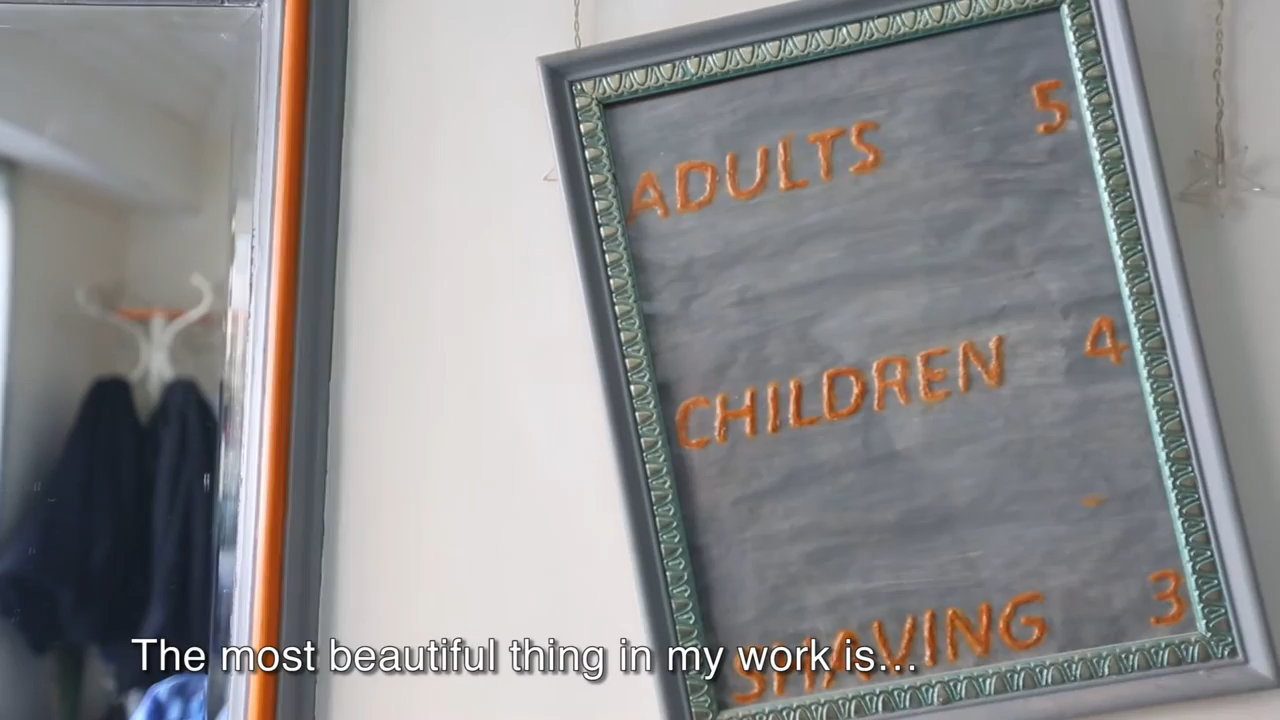 ADULTS 5
CHILDREN 4
SHAVING 3
The most beautiful thing in my work is...